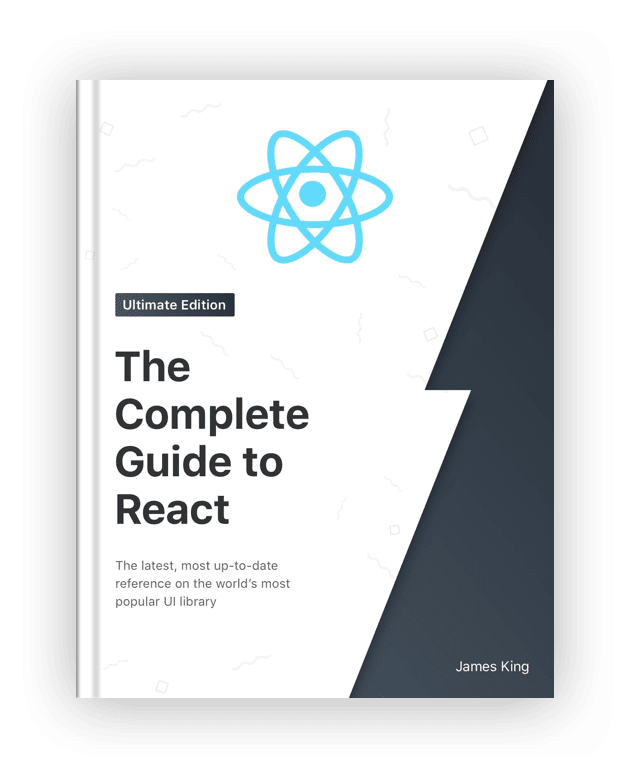 Ultimate Edition
The
Complete
Guide to
React
The latest, most up-to-date
reference on the world's most
popular UI library
James King